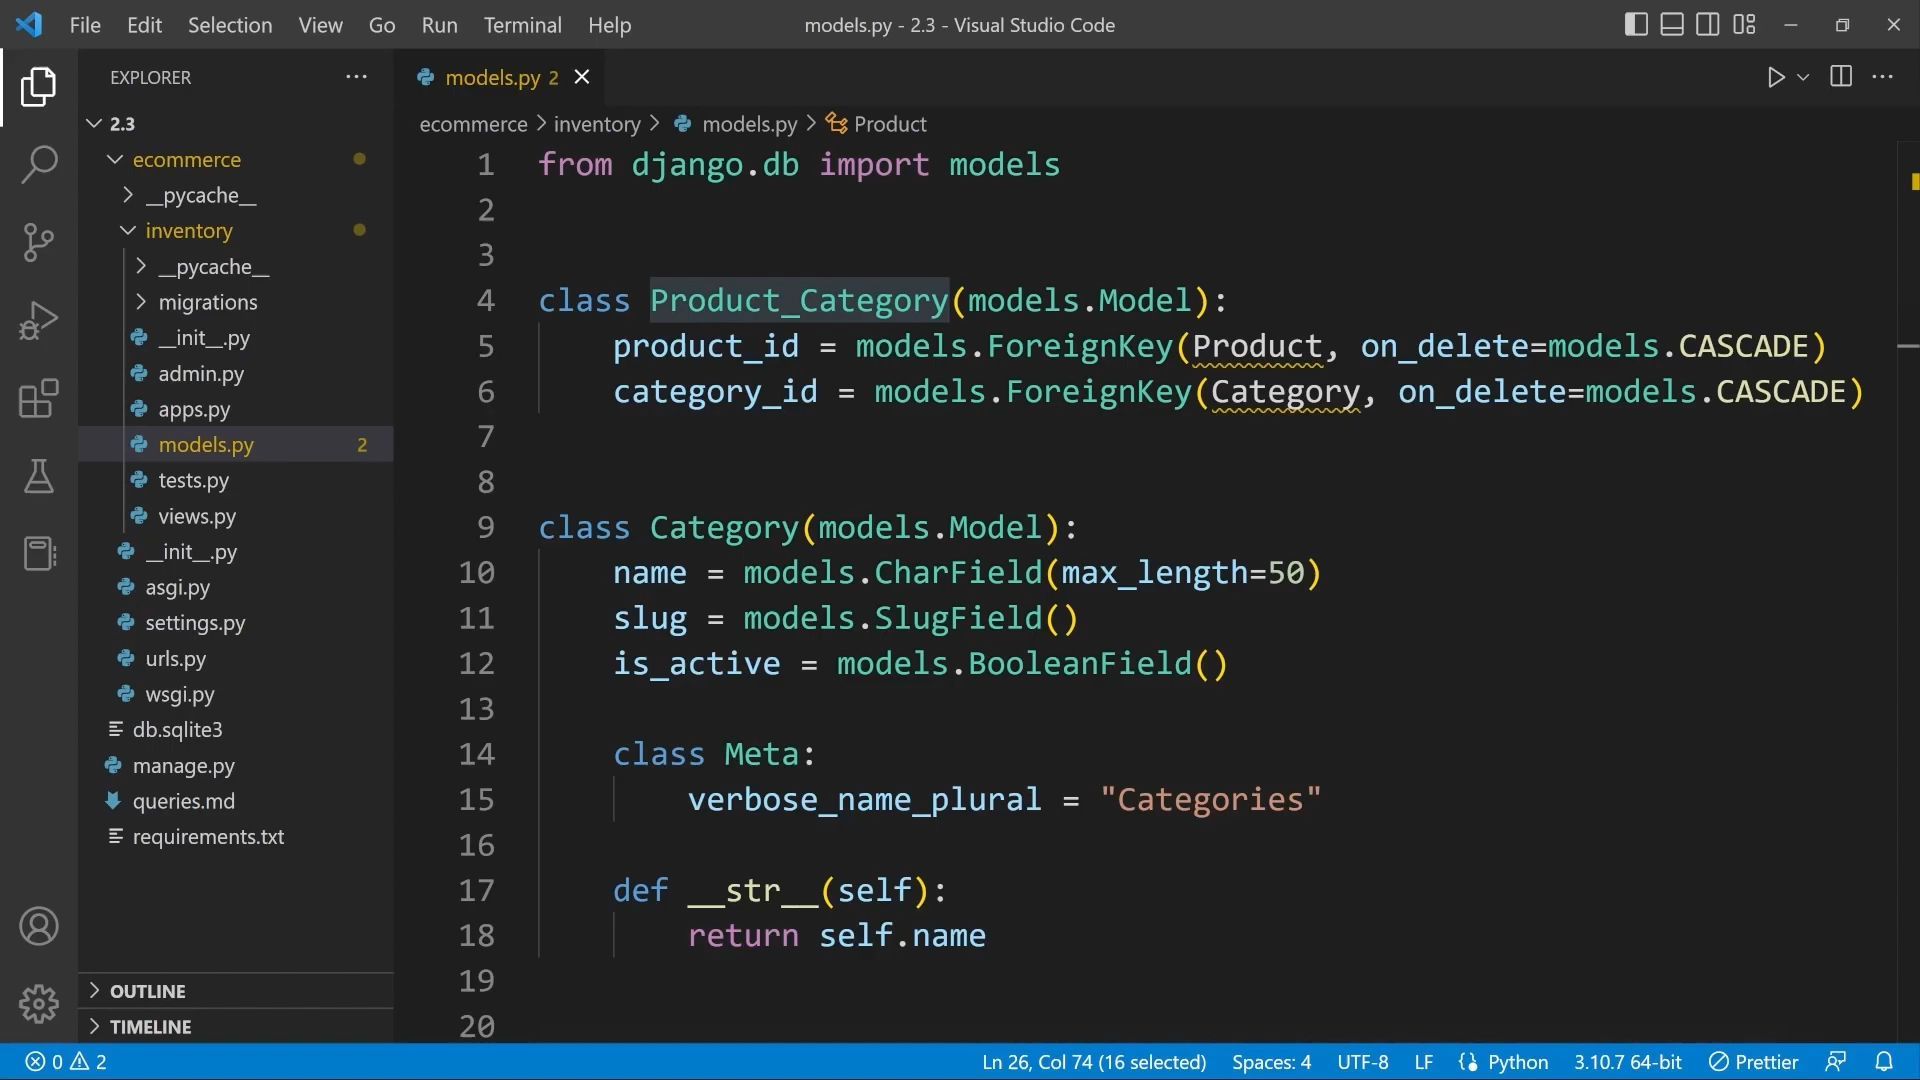 File Edit Selection View Go Run Terminal Help
models.py - 2.3 - Visual Studio Code
EXPLORER
models.py 2
2.3
ecommerce > inventory > models.py > Product
ecommerce
__pycache__
inventory
__pycache__
migrations
__init__.py
admin.py
apps.py
models.py 2
tests.py
views.py
__init__.py
asgi.py
settings.py
urls.py
wsgi.py
db.sqlite3
manage.py
queries.md
requirements.txt
OUTLINE
TIMELINE
1 from django.db import models
2
3
4 class Product_Category(models.Model):
5 product_id = models.ForeignKey(Product, on_delete=models.CASCADE)
6 category_id = models.ForeignKey(Category, on_delete=models.CASCADE)
7
8
9 class Category(models.Model):
10 name = models.CharField(max_length=50)
11 slug = models.SlugField()
12 is_active = models.BooleanField()
13
14 class Meta:
15 verbose_name_plural = "Categories"
16
17 def __str__(self):
18 return self.name
19
20
0 2
Ln 26, Col 74 (16 selected) Spaces: 4 UTF-8 LF Python 3.10.7 64-bit Prettier